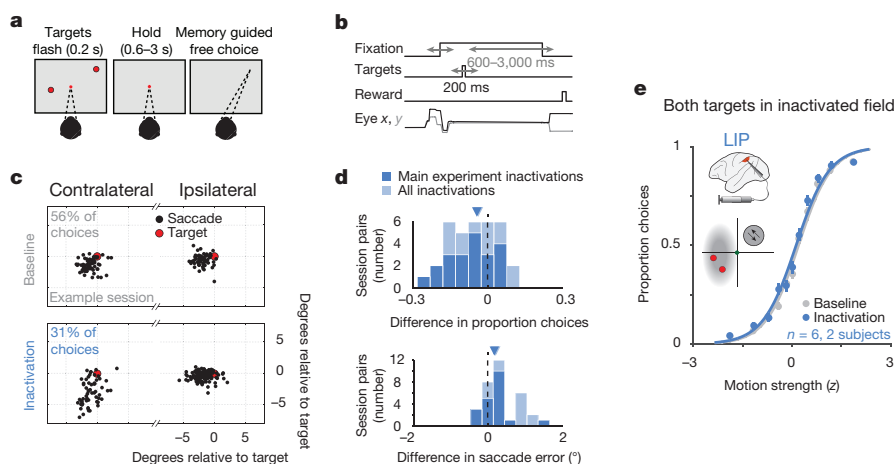 a
Targets
flash (0.2 s)
Hold
(0.6–3 s)
Memory guided
free choice
b
Fixation
600–3,000 ms
Targets
200 ms
Reward
Eye x, y
c
Contralateral
Ipsilateral
Baseline
56% of
choices
Saccade
Target
Example session
Inactivation
31% of
choices
5
0
−5
Degrees relative to target
−5
0
5
Degrees relative to target
d
Main experiment inactivations
All inactivations
Session pairs
(number)
6
4
2
0
−0.3
0
0.3
Difference in proportion choices
Session pairs
(number)
12
8
4
0
−2
0
2
Difference in saccade error (°)
e
Both targets in inactivated field
LIP
Proportion choices
1
0.5
0
Baseline
Inactivation
n = 6, 2 subjects
−3
0
3
Motion strength (z)